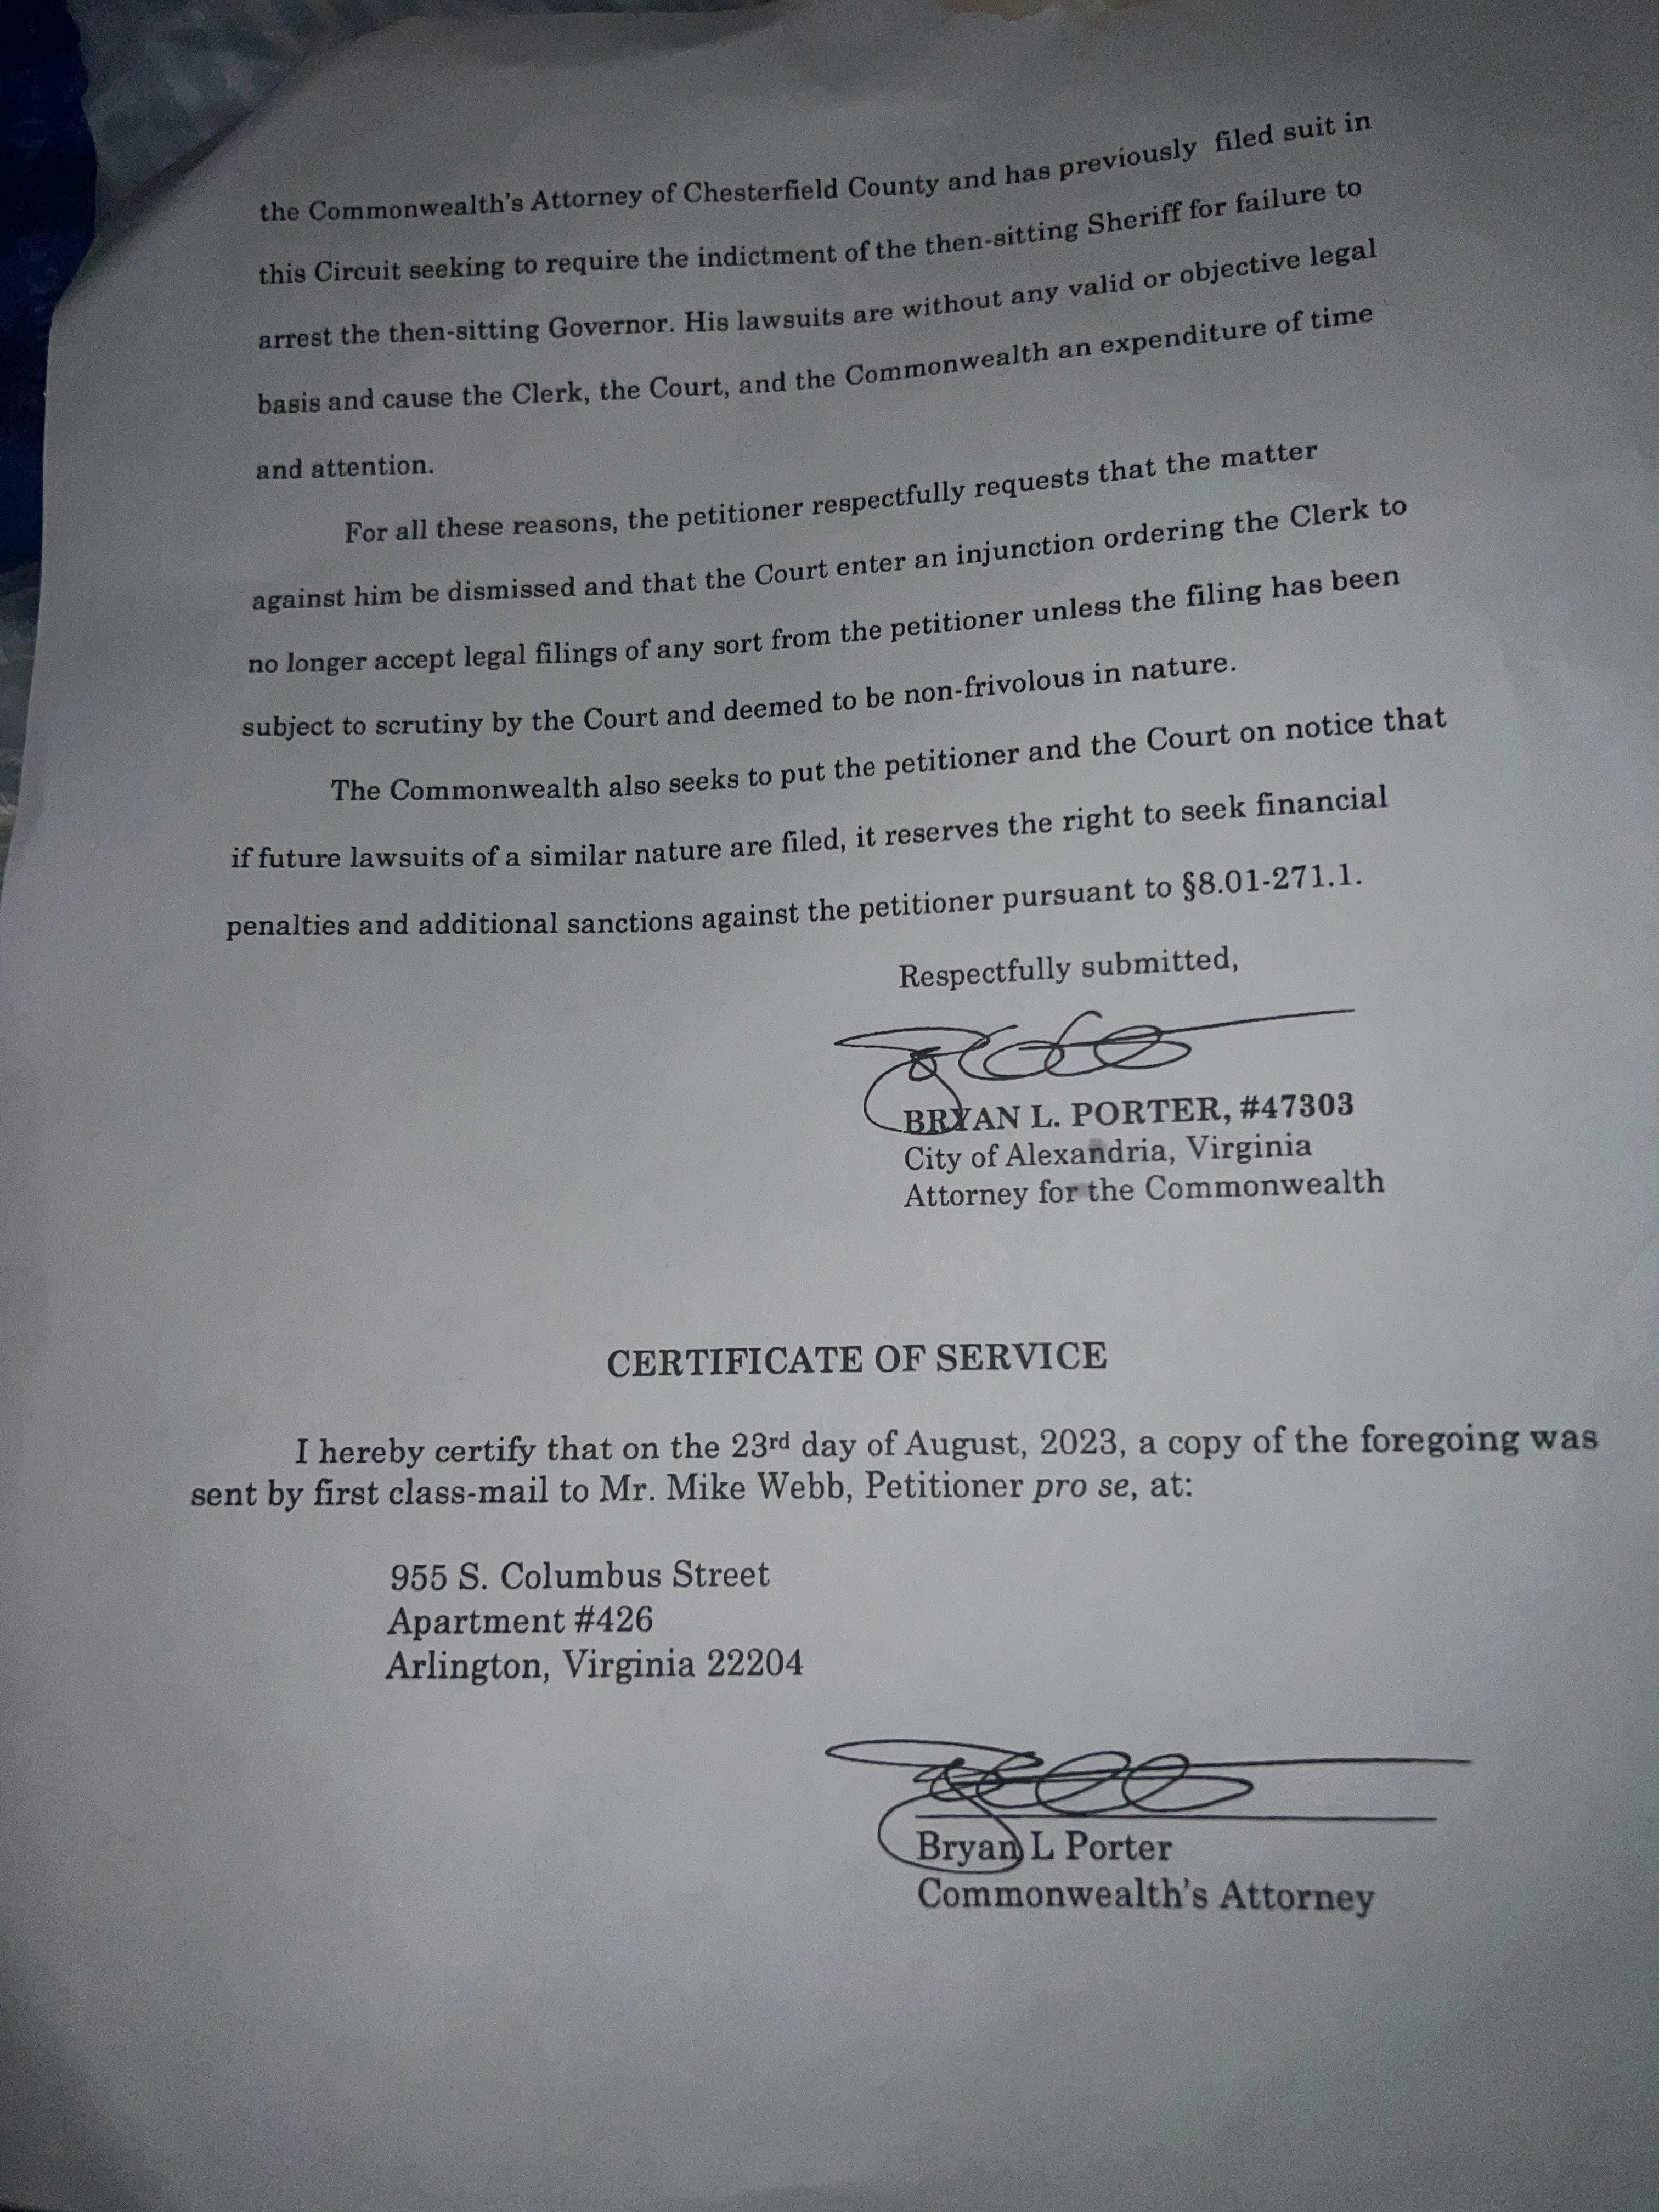 the Commonwealth's Attorney of Chesterfield County and has previously filed suit in
this Circuit seeking to require the indictment of the then-sitting Sheriff for failure to
arrest the then-sitting Governor. His lawsuits are without any valid or objective legal
basis and cause the Clerk, the Court, and the Commonwealth an expenditure of time
and attention.
For all these reasons, the petitioner respectfully requests that the matter
against him be dismissed and that the Court enter an injunction ordering the Clerk to
no longer accept legal filings of any sort from the petitioner unless the filing has been
subject to scrutiny by the Court and deemed to be non-frivolous in nature.
The Commonwealth also seeks to put the petitioner and the Court on notice that
if future lawsuits of a similar nature are filed, it reserves the right to seek financial
penalties and additional sanctions against the petitioner pursuant to §8.01-271.1.
Respectfully submitted,
BRYAN L. PORTER, #47303
City of Alexandria, Virginia
Attorney for the Commonwealth
CERTIFICATE OF SERVICE
I hereby certify that on the 23rd day of August, 2023, a copy of the foregoing was
sent by first class-mail to Mr. Mike Webb, Petitioner pro se, at:
955 S. Columbus Street
Apartment #426
Arlington, Virginia 22204
Bryan L Porter
Commonwealth's Attorney